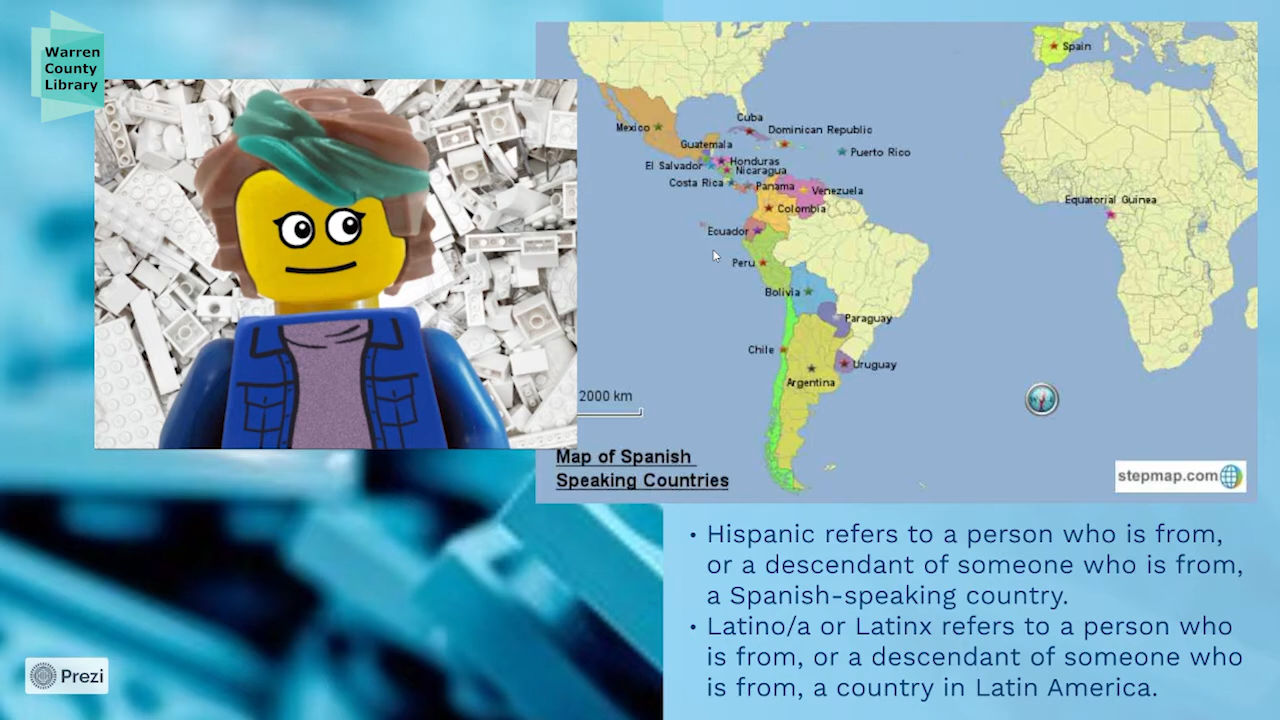 Warren
County
Library
Spain
Mexico
Cuba
Dominican Republic
Guatemala
Puerto Rico
El Salvador
Honduras
Nicaragua
Costa Rica
Panama
Venezuela
Equatorial Guinea
Colombia
Ecuador
Peru
Bolivia
Paraguay
Chile
Uruguay
Argentina
2000 km
Map of Spanish
Speaking Countries
stepmap.com
• Hispanic refers to a person who is from,
or a descendant of someone who is from,
a Spanish-speaking country.
• Latino/a or Latinx refers to a person who
is from, or a descendant of someone who
is from, a country in Latin America.
Prezi